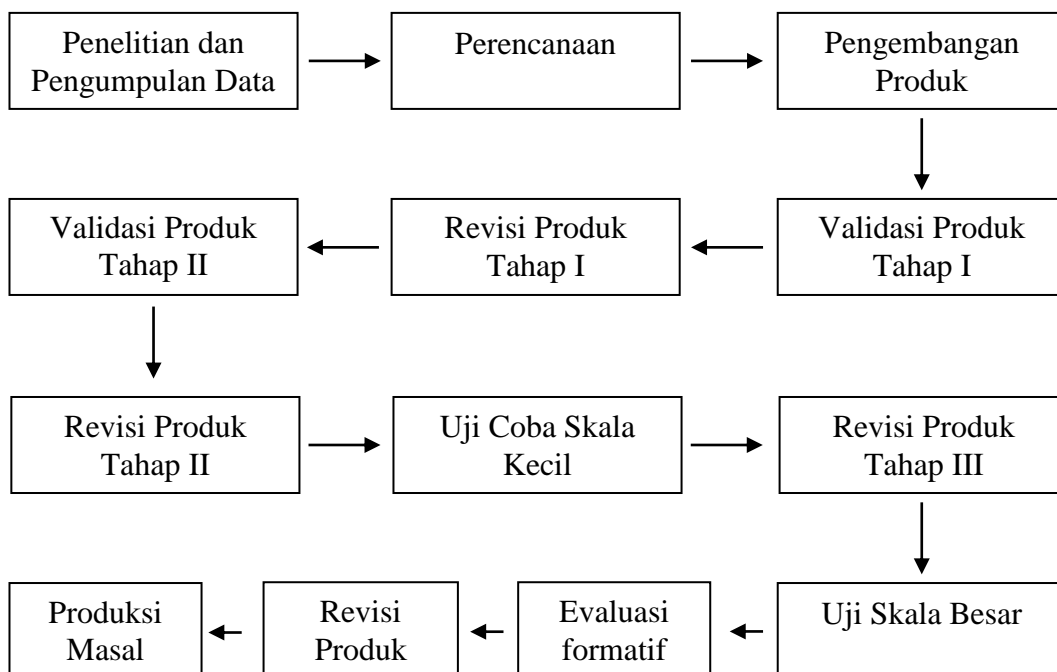 Penelitian dan
Pengumpulan Data
Perencanaan
Pengembangan
Produk
Validasi Produk
Tahap I
Revisi Produk
Tahap I
Validasi Produk
Tahap II
Revisi Produk
Tahap II
Uji Coba Skala
Kecil
Revisi Produk
Tahap III
Uji Skala Besar
Evaluasi
formatif
Revisi
Produk
Produksi
Masal